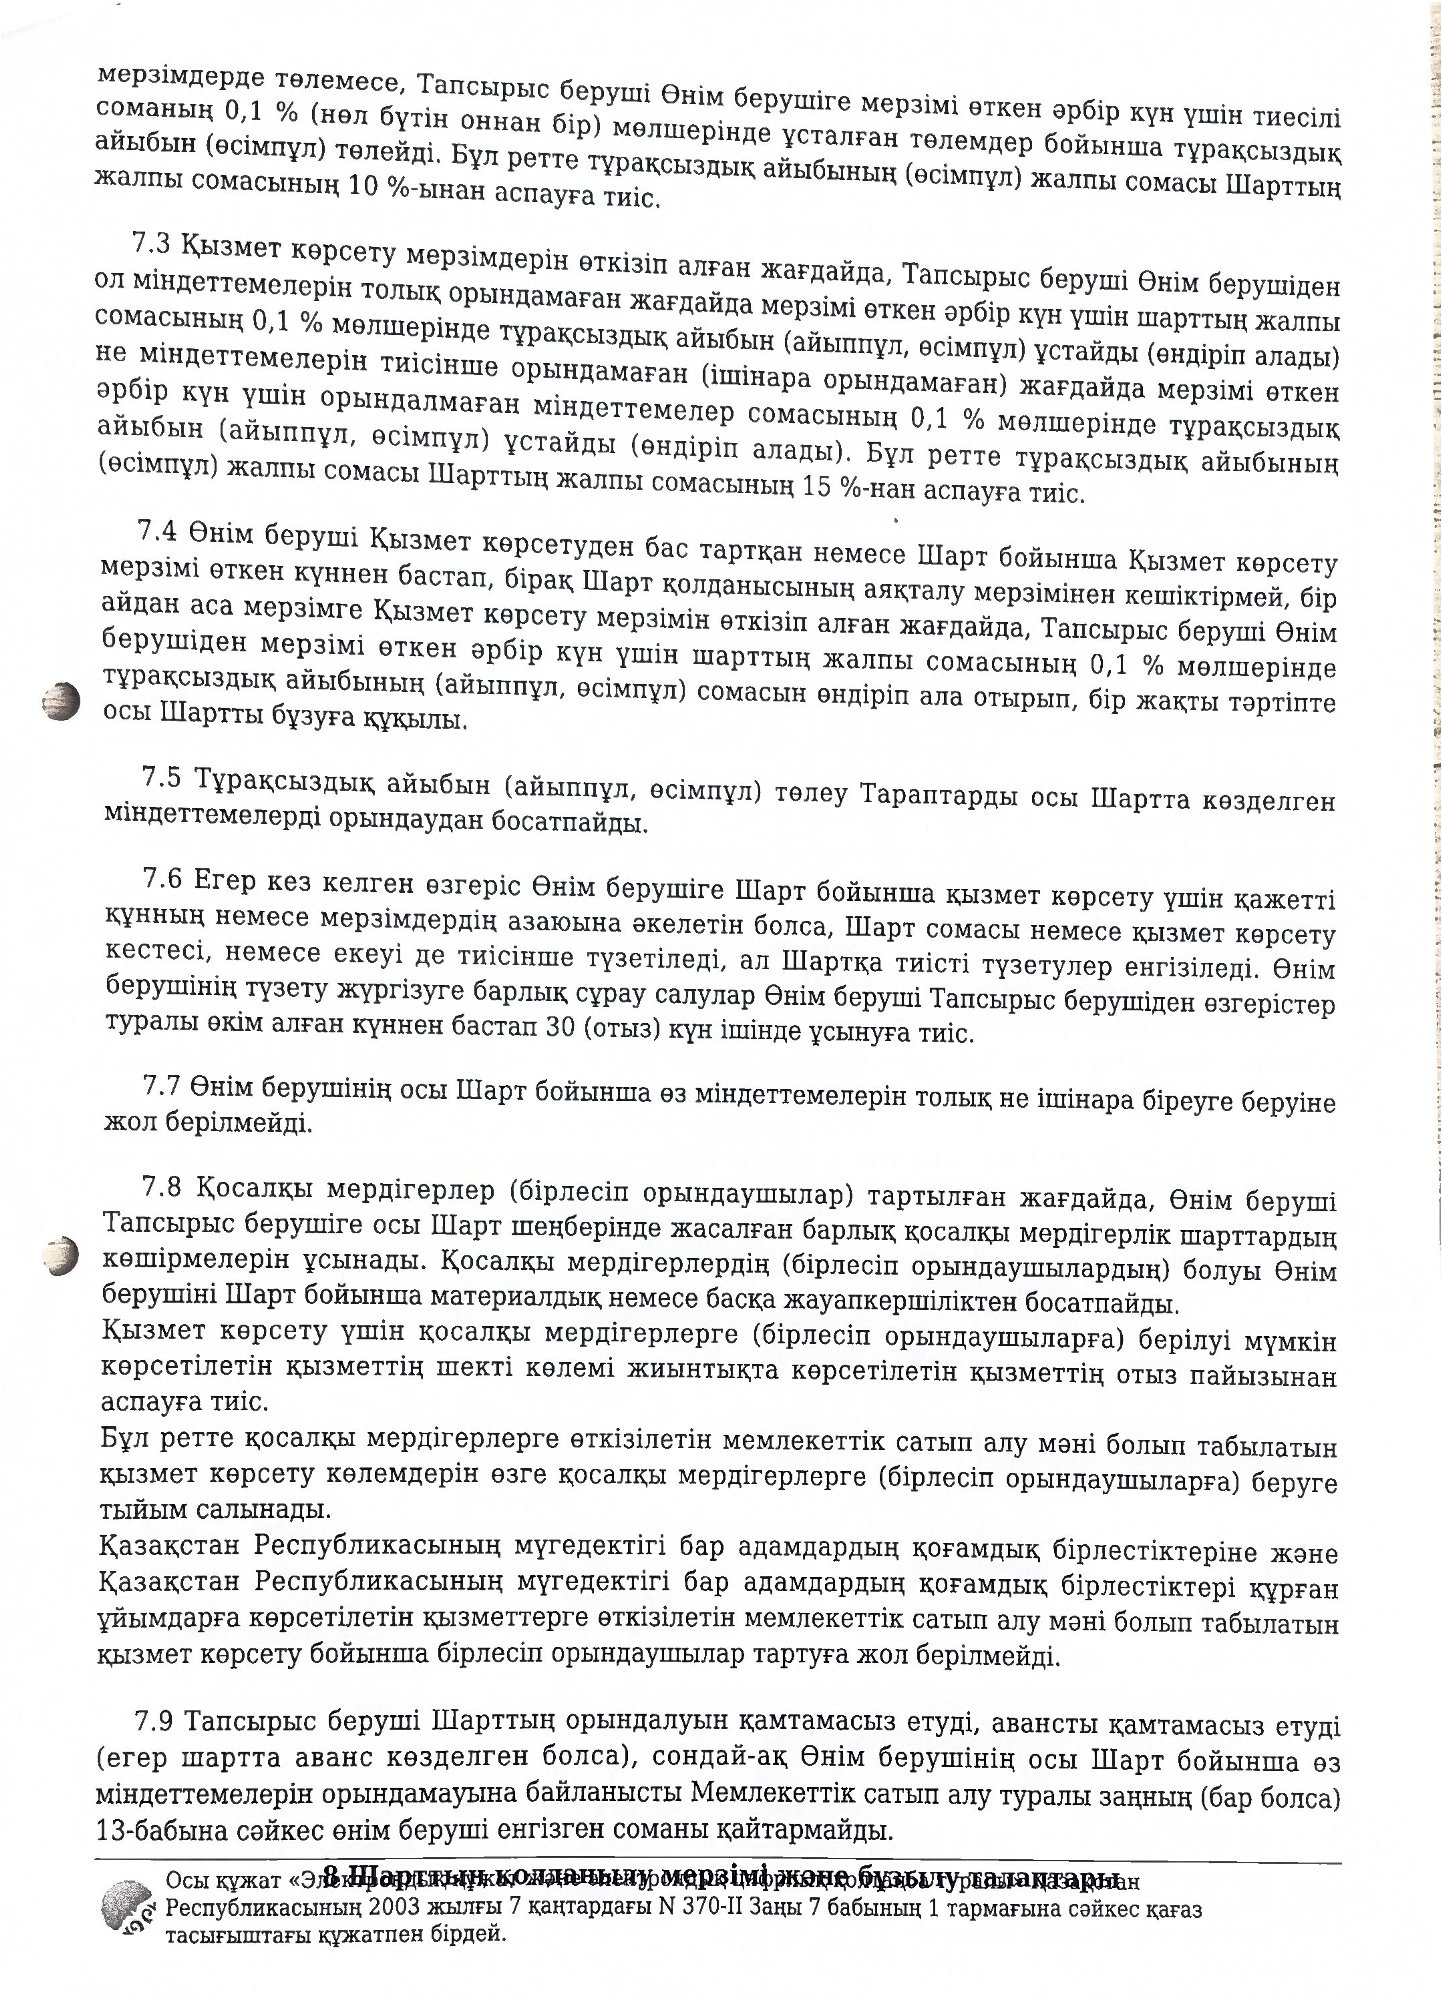 мерзімдерде төлемесе, Тапсырыс беруші Өнім берушіге мерзімі өткен әрбір күн үшін тиесілі
соманың 0,1 % (нөл бүтін оннан бір) мөлшерінде ұсталған төлемдер бойынша тұрақсыздық
айыбын (өсімпұл) төлейді. Бұл ретте тұрақсыздық айыбының (өсімпұл) жалпы сомасы Шарттың
жалпы сомасының 10 %-ынан аспауға тиіс.
7.3 Қызмет көрсету мерзімдерін өткізіп алған жағдайда, Тапсырыс беруші Өнім берушіден
ол міндеттемелерін толық орындамаған жағдайда мерзімі өткен әрбір күн үшін шарттың жалпы
сомасының 0,1 % мөлшерінде тұрақсыздық айыбын (айыппұл, өсімпұл) ұстайды (өндіріп алады)
не міндеттемелерін тиісінше орындамаған (ішінара орындамаған) жағдайда мерзімі өткен
әрбір күн үшін орындалмаған міндеттемелер сомасының 0,1 % мөлшерінде тұрақсыздық
айыбын (айыппұл, өсімпұл) ұстайды (өндіріп алады). Бұл ретте тұрақсыздық айыбының
(өсімпұл) жалпы сомасы Шарттың жалпы сомасының 15 %-нан аспауға тиіс.
7.4 Өнім беруші Қызмет көрсетуден бас тартқан немесе Шарт бойынша Қызмет көрсету
мерзімі өткен күннен бастап, бірақ Шарт қолданысының аяқталу мерзімінен кешіктірмей, бір
айдан аса мерзімге Қызмет көрсету мерзімін өткізіп алған жағдайда, Тапсырыс беруші Өнім
берушіден мерзімі өткен әрбір күн үшін шарттың жалпы сомасының 0,1 % мөлшерінде
тұрақсыздық айыбының (айыппұл, өсімпұл) сомасын өндіріп ала отырып, бір жақты тәртіпте
осы Шартты бұзуға құқылы.
7.5 Тұрақсыздық айыбын (айыппұл, өсімпұл) төлеу Тараптарды осы Шартта көзделген
міндеттемелерді орындаудан босатпайды.
7.6 Егер кез келген өзгеріс Өнім берушіге Шарт бойынша қызмет көрсету үшін қажетті
құнның немесе мерзімдердің азаюына әкелетін болса, Шарт сомасы немесе қызмет көрсету
кестесі, немесе екеуі де тиісінше түзетіледі, ал Шартқа тиісті түзетулер енгізіледі. Өнім
берушінің түзету жүргізуге барлық сұрау салулар Өнім беруші Тапсырыс берушіден өзгерістер
туралы өкім алған күннен бастап 30 (отыз) күн ішінде ұсынуға тиіс.
7.7 Өнім берушінің осы Шарт бойынша өз міндеттемелерін толық не ішінара біреуге беруіне
жол берілмейді.
7.8 Қосалқы мердігерлер (бірлесіп орындаушылар) тартылған жағдайда, Өнім беруші
Тапсырыс берушіге осы Шарт шеңберінде жасалған барлық қосалқы мердігерлік шарттардың
көшірмелерін ұсынады. Қосалқы мердігерлердің (бірлесіп орындаушылардың) болуы Өнім
берушіні Шарт бойынша материалдық немесе басқа жауапкершіліктен босатпайды.
Қызмет көрсету үшін қосалқы мердігерлерге (бірлесіп орындаушыларға) берілуі мүмкін
көрсетілетін қызметтің шекті көлемі жиынтықта көрсетілетін қызметтің отыз пайызынан
аспауға тиіс.
Бұл ретте қосалқы мердігерлерге өткізілетін мемлекеттік сатып алу мәні болып табылатын
қызмет көрсету көлемдерін өзге қосалқы мердігерлерге (бірлесіп орындаушыларға) беруге
тыйым салынады.
Қазақстан Республикасының мүгедектігі бар адамдардың қоғамдық бірлестіктеріне және
Қазақстан Республикасының мүгедектігі бар адамдардың қоғамдық бірлестіктері құрған
ұйымдарға көрсетілетін қызметтерге өткізілетін мемлекеттік сатып алу мәні болып табылатын
қызмет көрсету бойынша бірлесіп орындаушылар тартуға жол берілмейді.
7.9 Тапсырыс беруші Шарттың орындалуын қамтамасыз етуді, авансты қамтамасыз етуді
(егер шартта аванс көзделген болса), сондай-ақ Өнім берушінің осы Шарт бойынша өз
міндеттемелерін орындамауына байланысты Мемлекеттік сатып алу туралы заңның (бар болса)
13-бабына сәйкес өнім беруші енгізген соманы қайтармайды.
8 Шарттың қолданылу мерзімі және бұзылу талаптары
Осы құжат «Электрондық құжат және электрондық цифрлық қолтаңба туралы» Қазақстан
Республикасының 2003 жылғы 7 қаңтардағы N 370-II Заңы 7 бабының 1 тармағына сәйкес қағаз
тасығыштағы құжатпен бірдей.